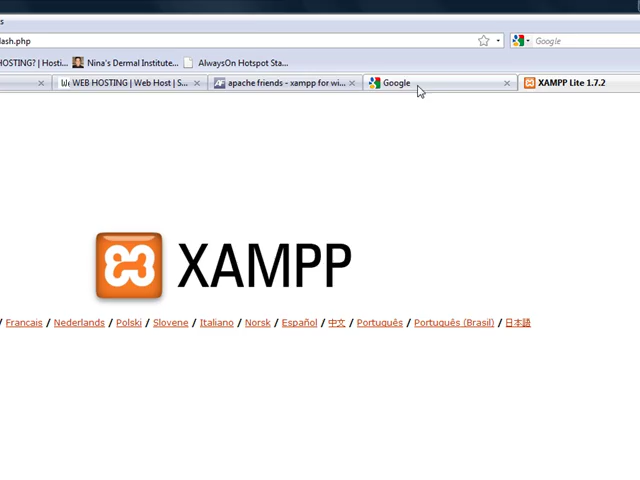 s
lash.php
Google
HOSTING? | Hosti... Nina's Dermal Institute... AlwaysOn Hotspot Sta...
WEB HOSTING | Web Host | S... apache friends - xampp for wi... Google XAMPP Lite 1.7.2
XAMPP
/ Francais / Nederlands / Polski / Slovene / Italiano / Norsk / Español / 中文 / Português / Português (Brasil) / 日本語